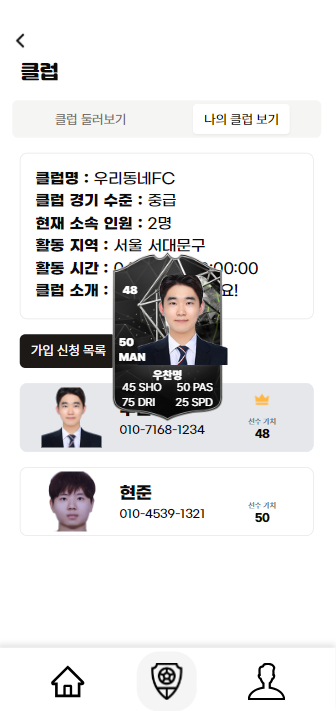 클럽
클럽 둘러보기
나의 클럽 보기
클럽명 : 우리동네FC
클럽 경기 수준 : 중급
현재 소속 인원 : 2명
활동 지역 : 서울 서대문구
활동 시간 : 0:00:00
클럽 소개 : 요!
48
50
MAN
우찬명
45 SHO 50 PAS
75 DRI 25 SPD
가입 신청 목록
010-7168-1234
선수 가치
48
현준
010-4539-1321
선수 가치
50